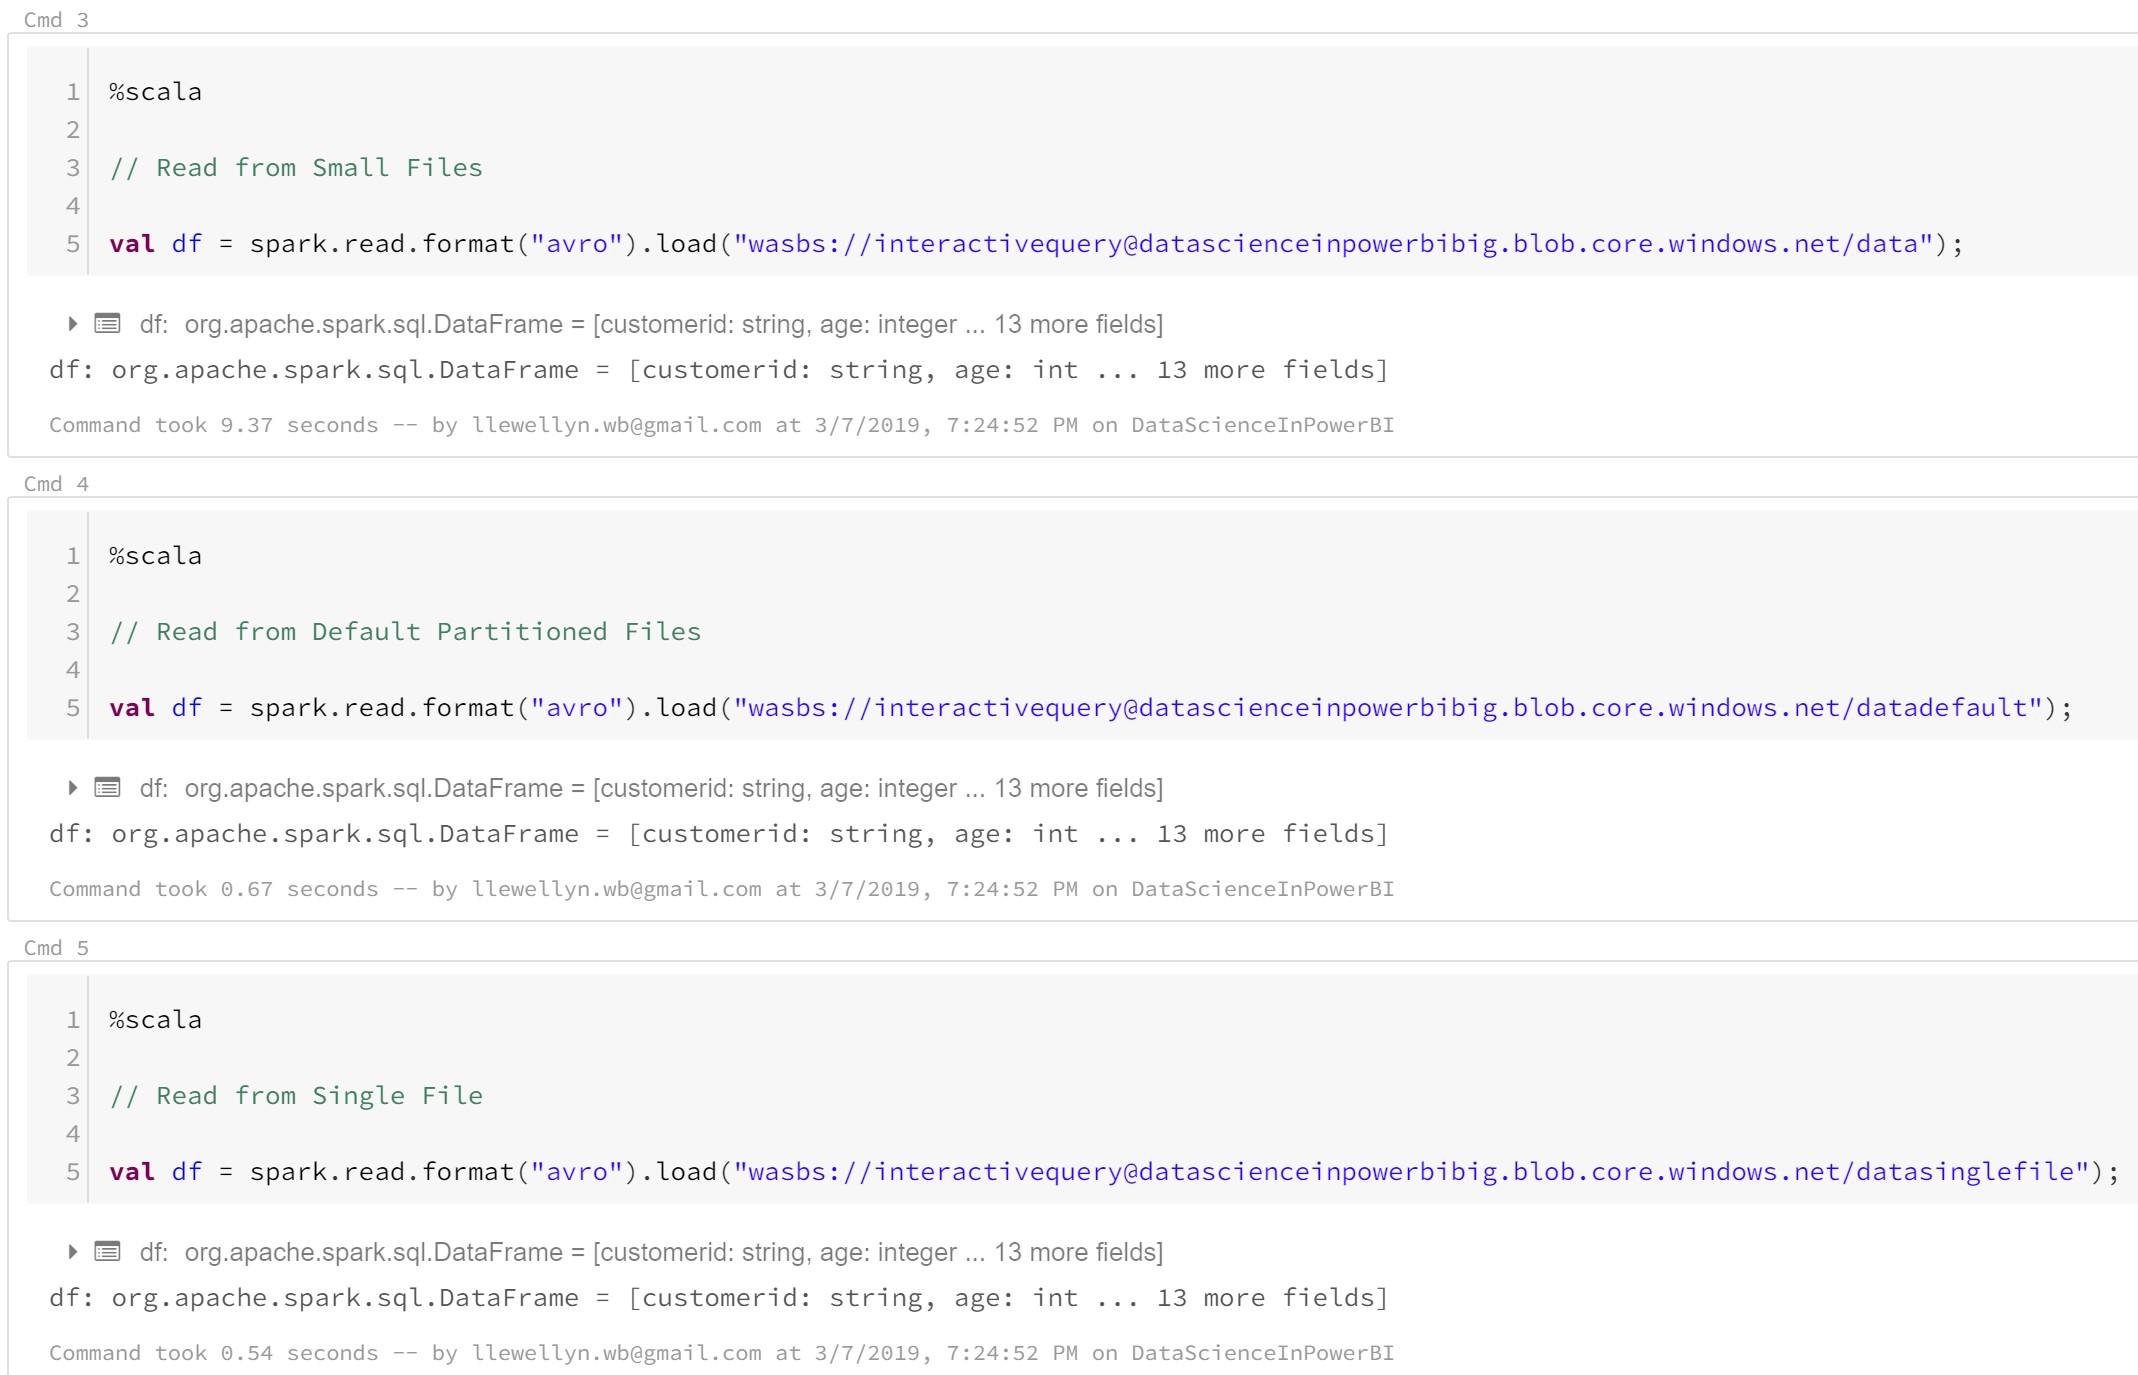 Cmd 3
1 %scala
2
3 // Read from Small Files
4
5 val df = spark.read.format("avro").load("wasbs://interactivequery@datascienceinpowerbibig.blob.core.windows.net/data");
df: org.apache.spark.sql.DataFrame = [customerid: string, age: integer ... 13 more fields]
df: org.apache.spark.sql.DataFrame = [customerid: string, age: int ... 13 more fields]
Command took 9.37 seconds -- by llewellyn.wb@gmail.com at 3/7/2019, 7:24:52 PM on DataScienceInPowerBI
Cmd 4
1 %scala
2
3 // Read from Default Partitioned Files
4
5 val df = spark.read.format("avro").load("wasbs://interactivequery@datascienceinpowerbibig.blob.core.windows.net/datadefault");
df: org.apache.spark.sql.DataFrame = [customerid: string, age: integer ... 13 more fields]
df: org.apache.spark.sql.DataFrame = [customerid: string, age: int ... 13 more fields]
Command took 0.67 seconds -- by llewellyn.wb@gmail.com at 3/7/2019, 7:24:52 PM on DataScienceInPowerBI
Cmd 5
1 %scala
2
3 // Read from Single File
4
5 val df = spark.read.format("avro").load("wasbs://interactivequery@datascienceinpowerbibig.blob.core.windows.net/datasinglefile");
df: org.apache.spark.sql.DataFrame = [customerid: string, age: integer ... 13 more fields]
df: org.apache.spark.sql.DataFrame = [customerid: string, age: int ... 13 more fields]
Command took 0.54 seconds -- by llewellyn.wb@gmail.com at 3/7/2019, 7:24:52 PM on DataScienceInPowerBI